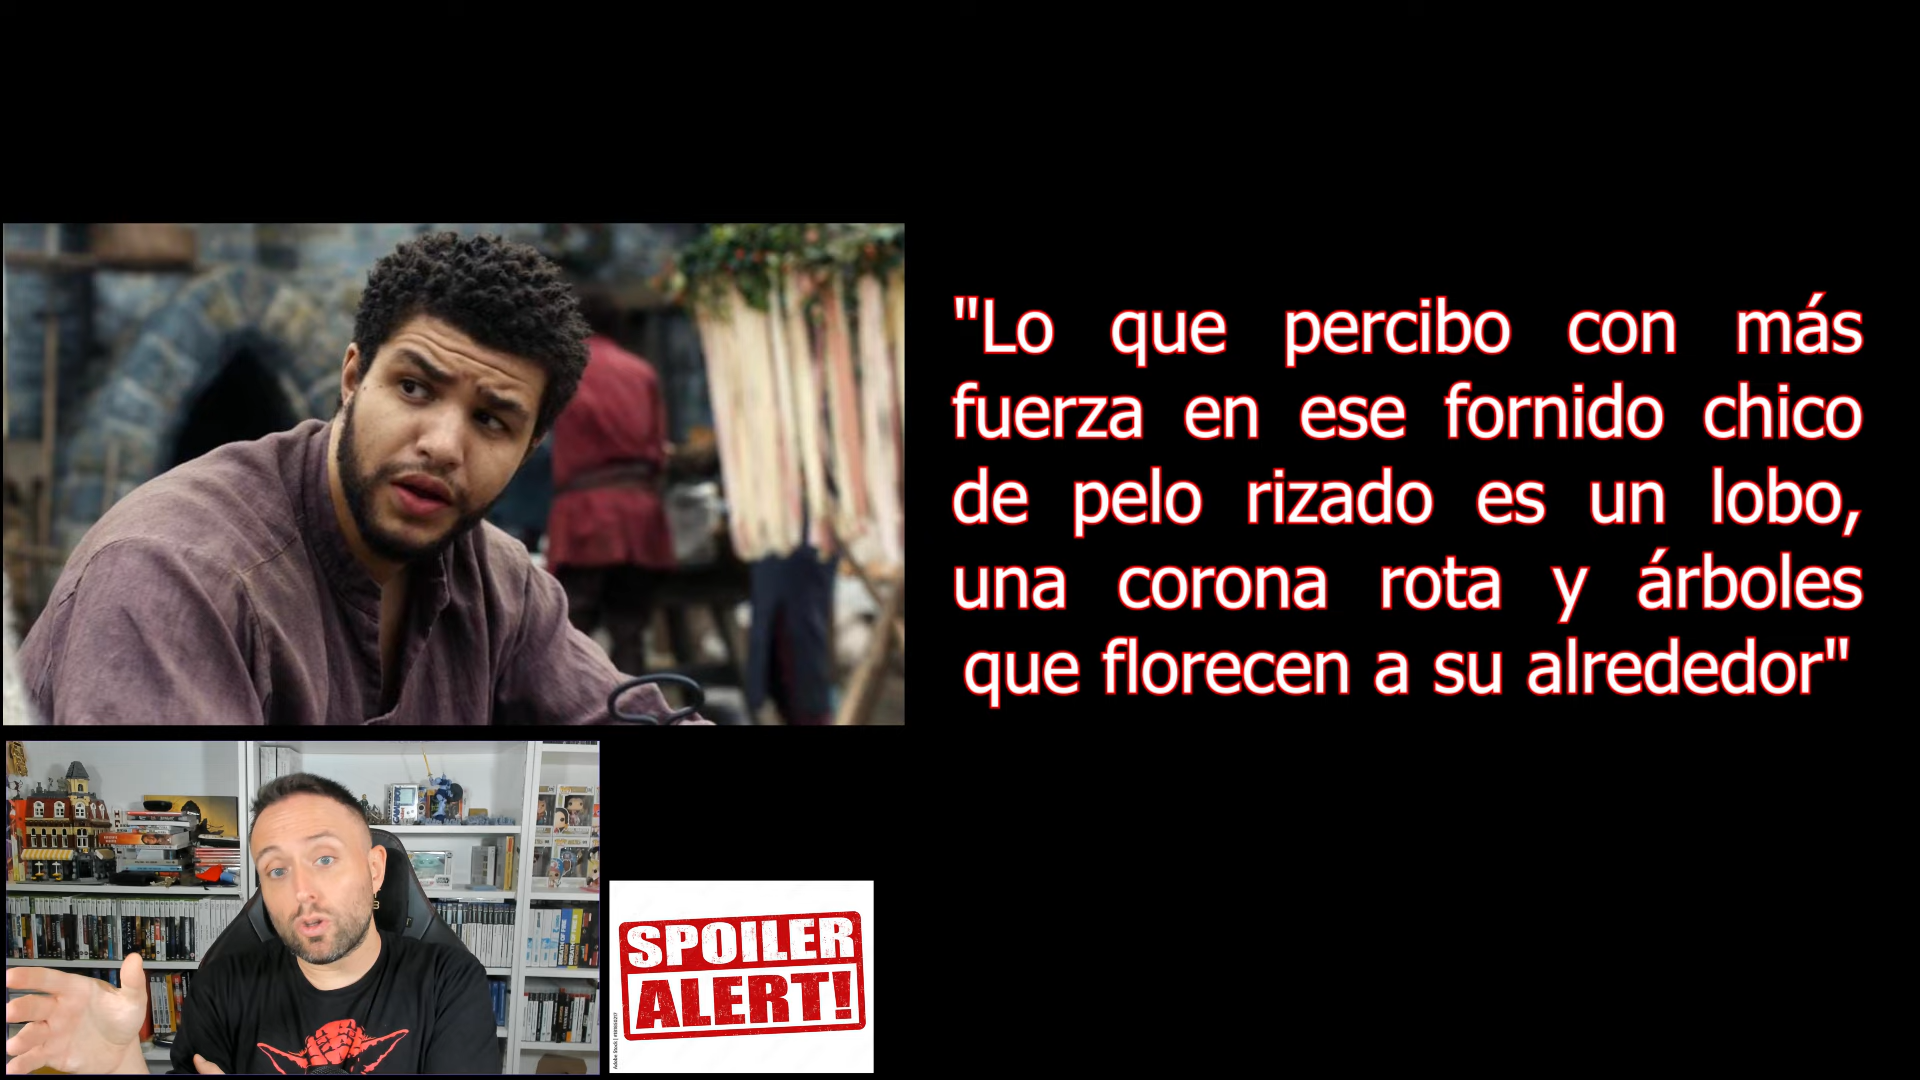 "Lo que percibo con más
fuerza en ese fornido chico
de pelo rizado es un lobo,
una corona rota y árboles
que florecen a su alrededor"
SPOILER
ALERT!